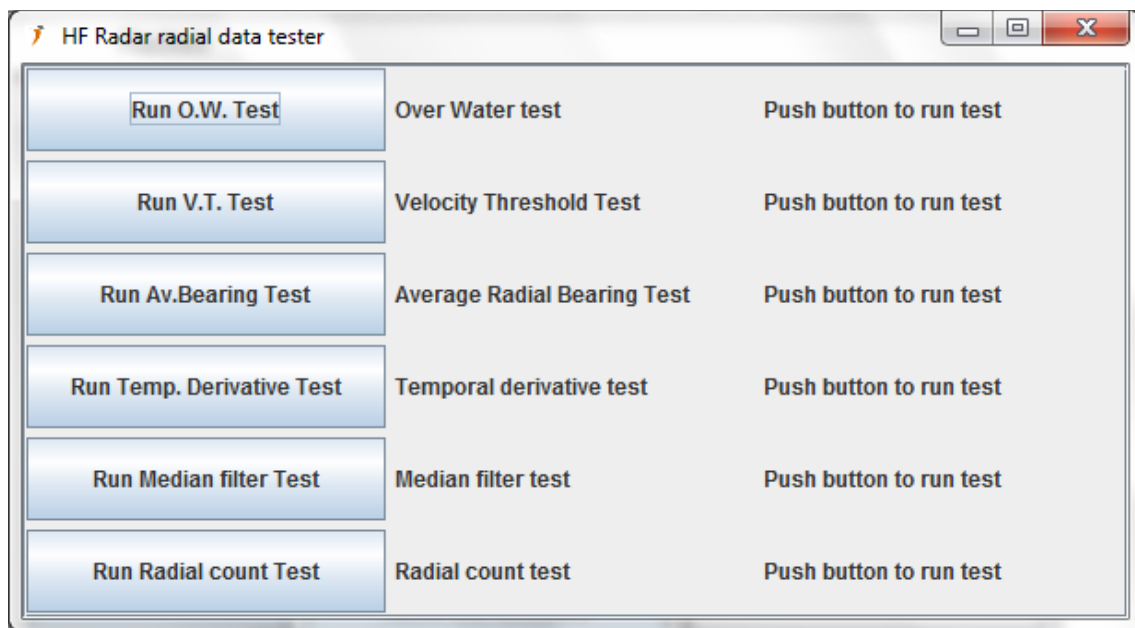 HF Radar radial data tester
Run O.W. Test Over Water test Push button to run test
Run V.T. Test Velocity Threshold Test Push button to run test
Run Av.Bearing Test Average Radial Bearing Test Push button to run test
Run Temp. Derivative Test Temporal derivative test Push button to run test
Run Median filter Test Median filter test Push button to run test
Run Radial count Test Radial count test Push button to run test